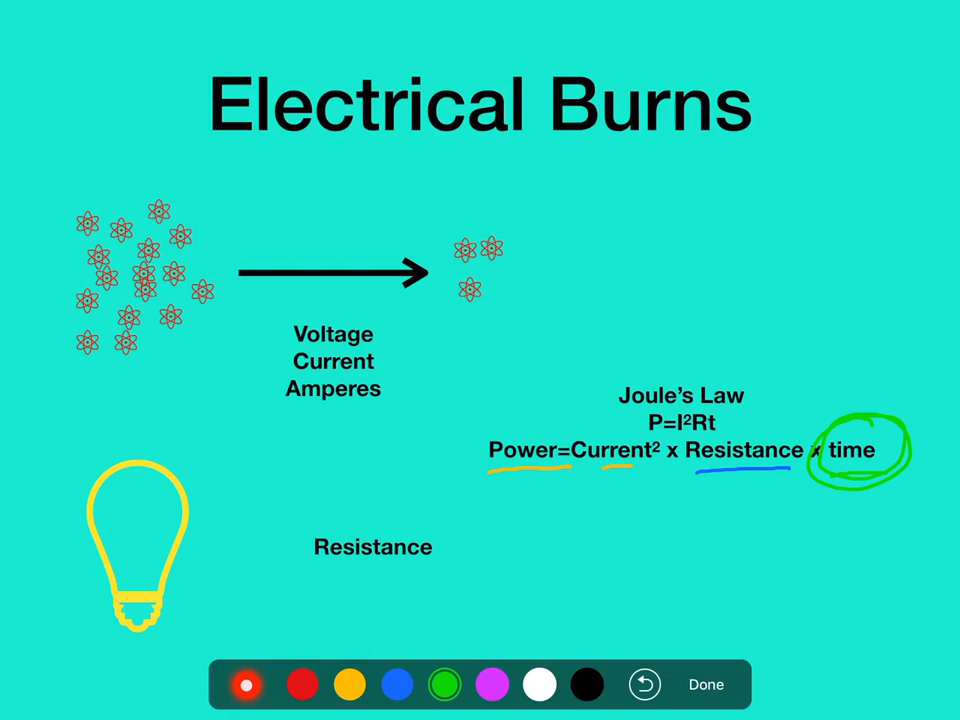 Electrical Burns
Voltage
Current
Amperes
Joule's Law
P=I²Rt
Power=Current² x Resistance x time
Resistance
Done